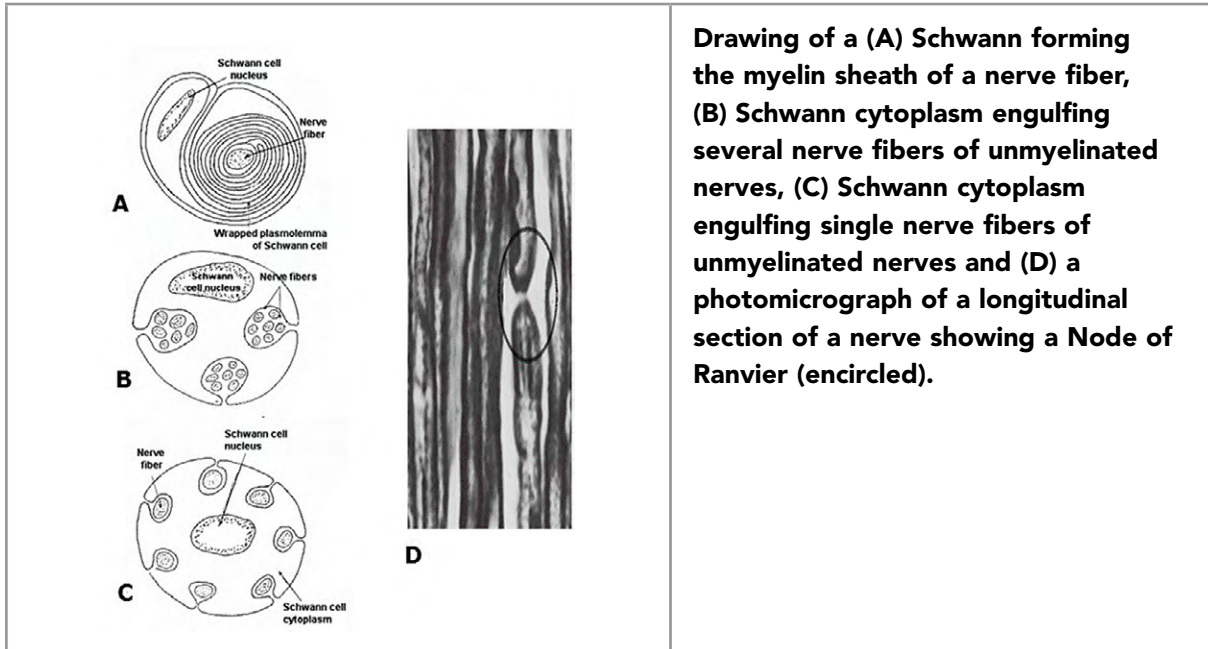 Schwann cell
nucleus
Nerve
fiber
A
Wrapped plasmolemma
of Schwann cell
Schwann
cell nucleus
Nerve fibers
B
Schwann cell
nucleus
Nerve
fiber
C
Schwann cell
cytoplasm
D
Drawing of a (A) Schwann forming
the myelin sheath of a nerve fiber,
(B) Schwann cytoplasm engulfing
several nerve fibers of unmyelinated
nerves, (C) Schwann cytoplasm
engulfing single nerve fibers of
unmyelinated nerves and (D) a
photomicrograph of a longitudinal
section of a nerve showing a Node of
Ranvier (encircled).